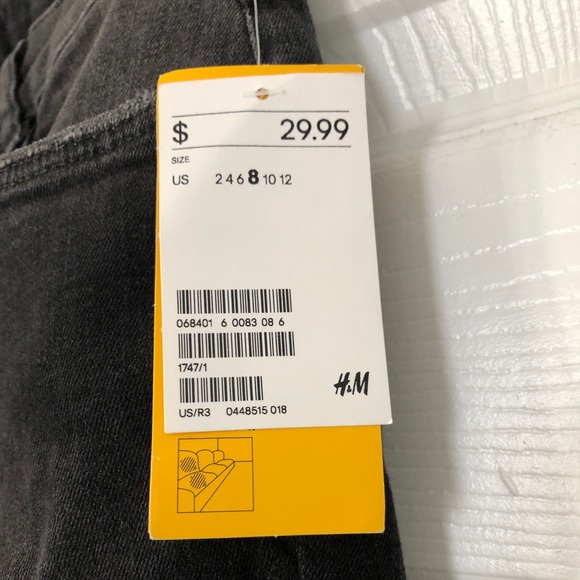 $ 29.99
SIZE
US 2 4 6 8 10 12
068401 6 0083 08 6
1747/1
H&M
US/R3 0448515 018